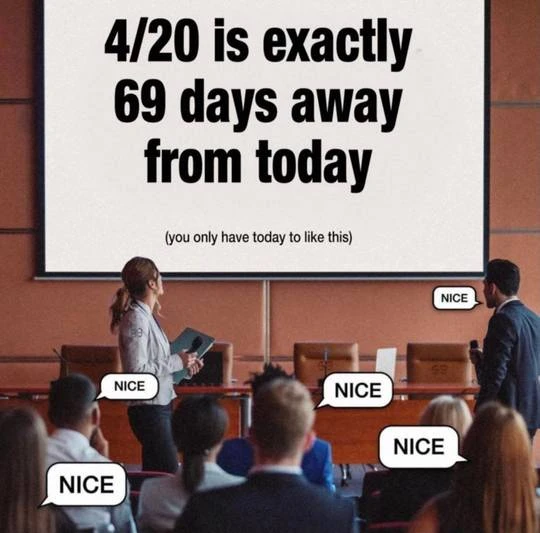 4/20 is exactly
69 days away
from today
(you only have today to like this)
NICE
NICE
NICE
NICE
NICE